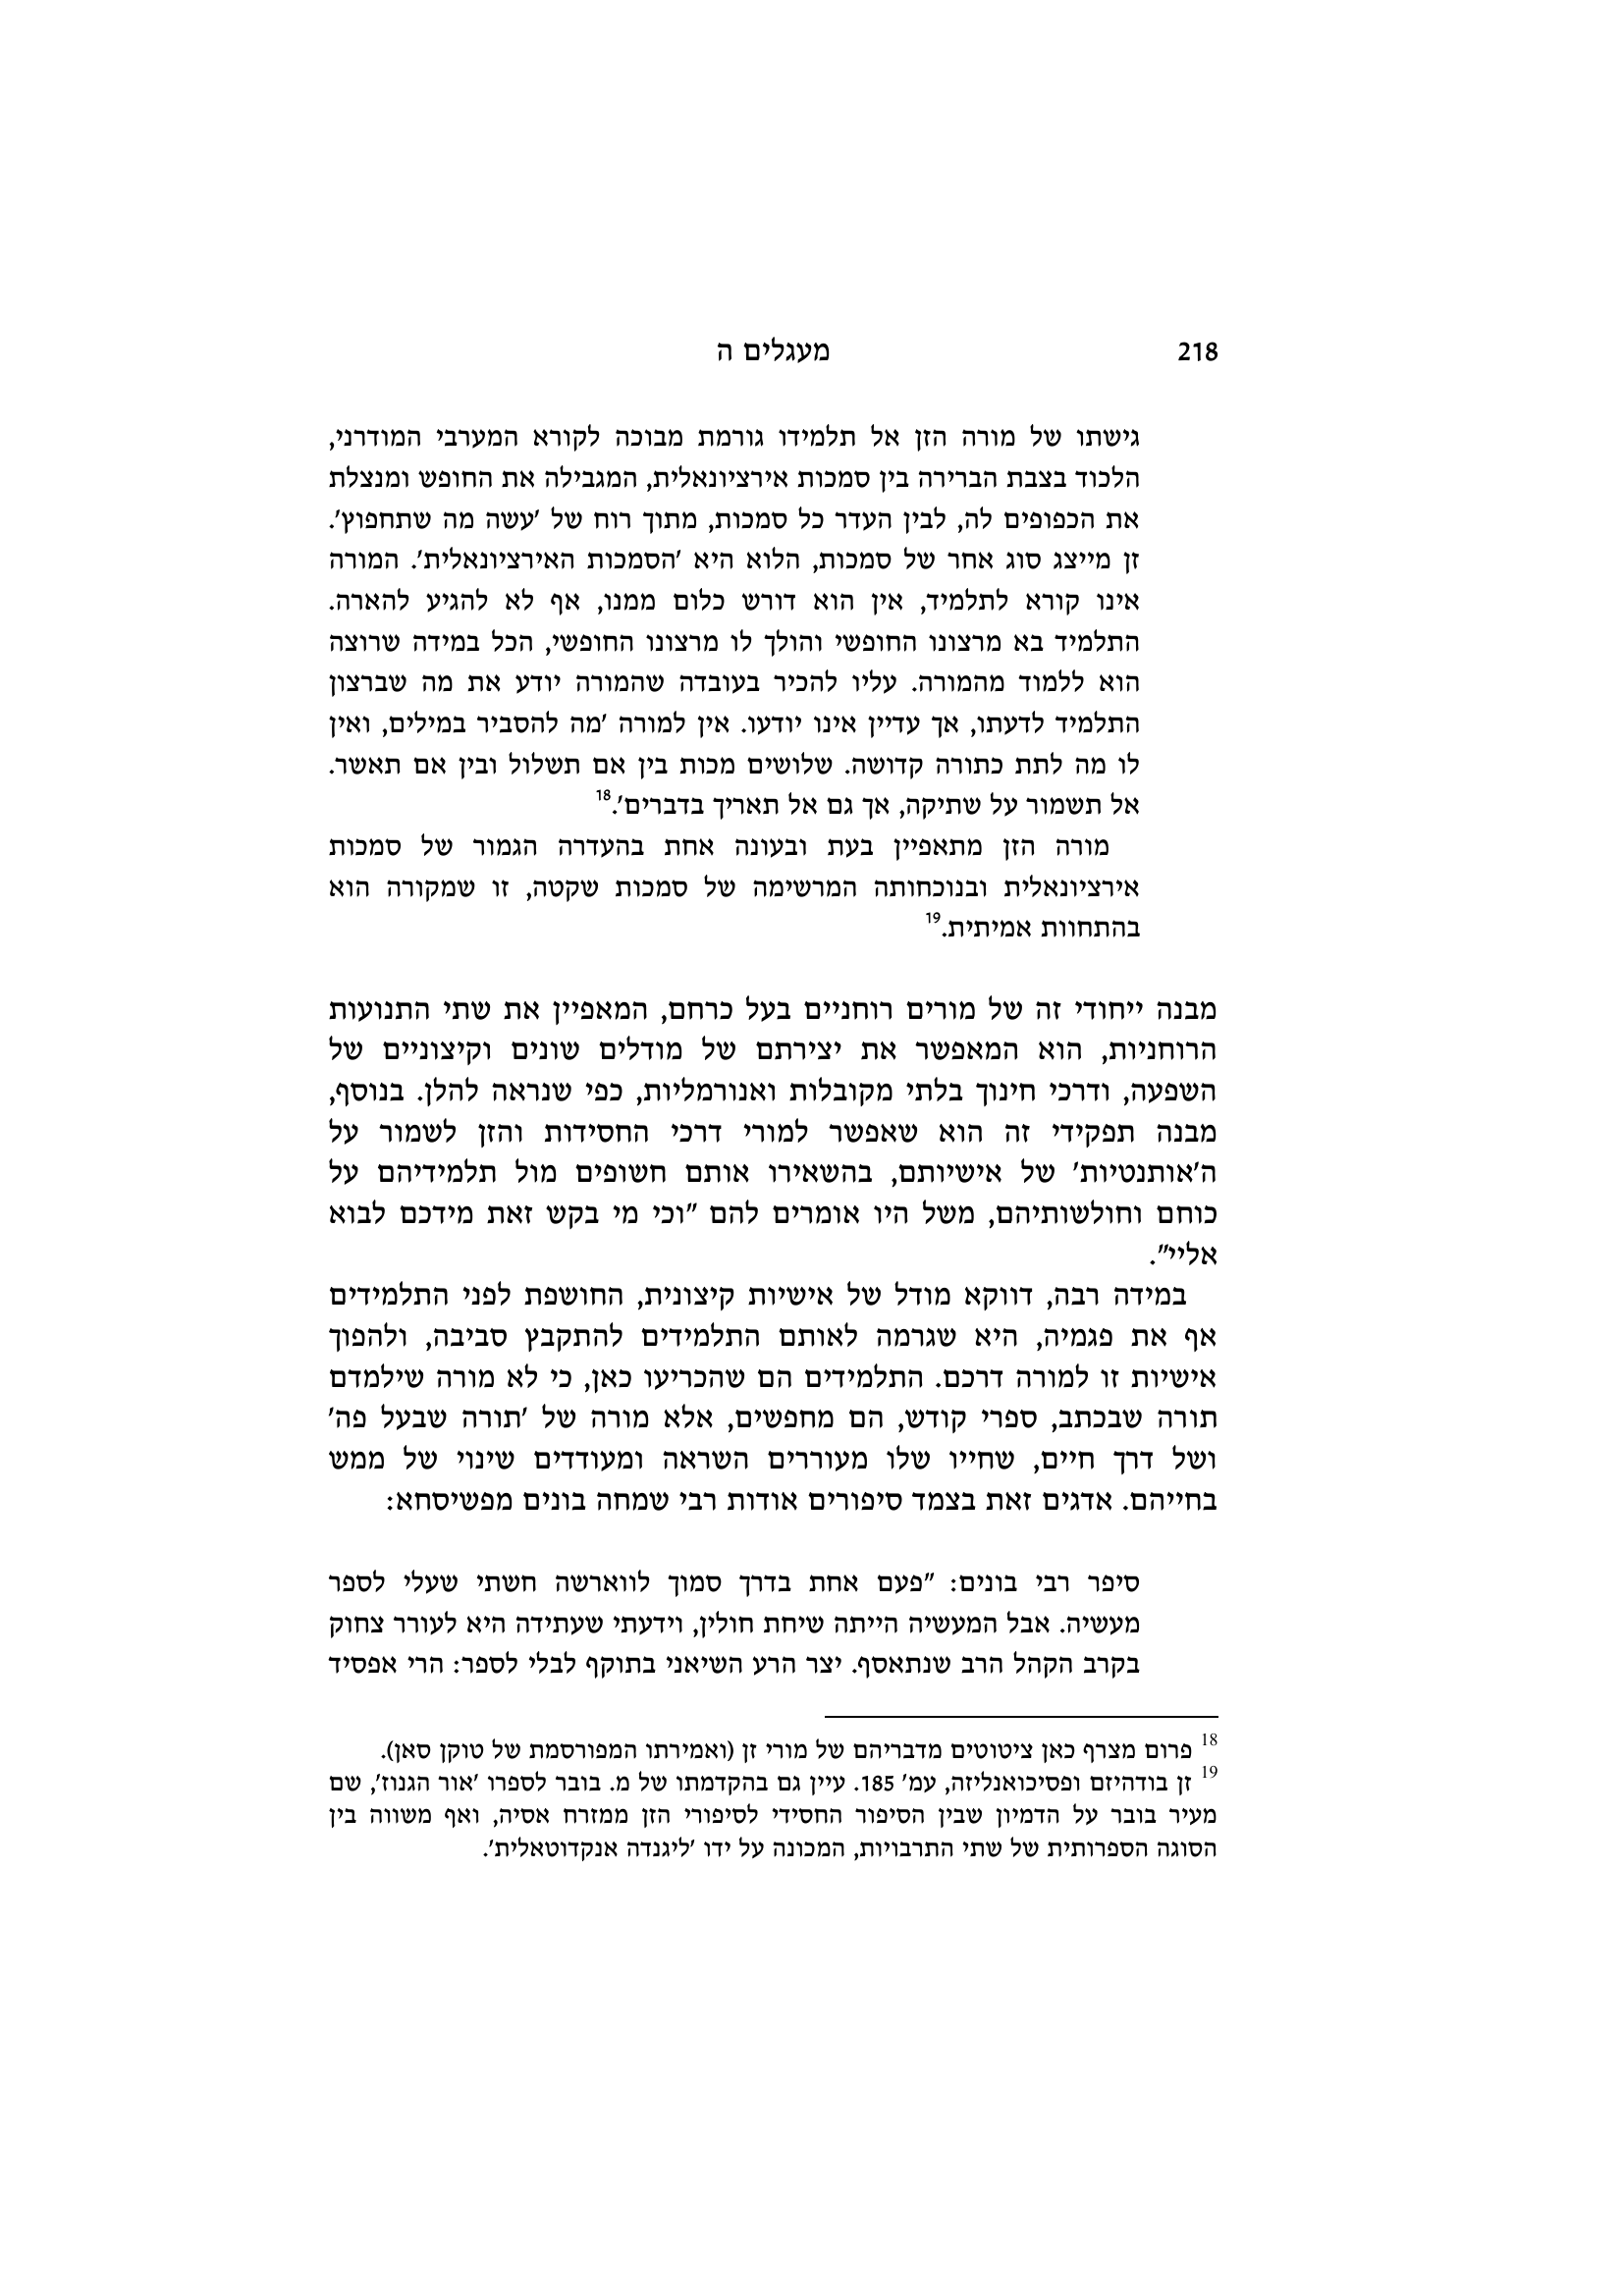 218 מעגלים ה
גישתו של מורה הזן אל תלמידו גורמת מבוכה לקורא המערבי המודרני,
הלכוד בצבת הברירה בין סמכות אירציונאלית, המגבילה את החופש ומנצלת
את הכפופים לה, לבין העדר כל סמכות, מתוך רוח של 'עשה מה שתחפוץ'.
זן מייצג סוג אחר של סמכות, הלוא היא 'הסמכות האירציונאלית'. המורה
אינו קורא לתלמיד, אין הוא דורש כלום ממנו, אף לא להגיע להארה.
התלמיד בא מרצונו החופשי והולך לו מרצונו החופשי, הכל במידה שרוצה
הוא ללמוד מהמורה. עליו להכיר בעובדה שהמורה יודע את מה שברצון
התלמיד לדעתו, אך עדיין אינו יודעו. אין למורה 'מה להסביר במילים, ואין
לו מה לתת כתורה קדושה. שלושים מכות בין אם תשלול ובין אם תאשר.
אל תשמור על שתיקה, אך גם אל תאריך בדברים'.18
מורה הזן מתאפיין בעת ובעונה אחת בהעדרה הגמור של סמכות
אירציונאלית ובנוכחותה המרשימה של סמכות שקטה, זו שמקורה הוא
בהתחוות אמיתית.19
מבנה ייחודי זה של מורים רוחניים בעל כרחם, המאפיין את שתי התנועות
הרוחניות, הוא המאפשר את יצירתם של מודלים שונים וקיצוניים של
השפעה, ודרכי חינוך בלתי מקובלות ואנורמליות, כפי שנראה להלן. בנוסף,
מבנה תפקידי זה הוא שאפשר למורי דרכי החסידות והזן לשמור על
ה'אותנטיות' של אישיותם, בהשאירו אותם חשופים מול תלמידיהם על
כוחם וחולשותיהם, משל היו אומרים להם "וכי מי בקש זאת מידכם לבוא
אליי".
במידה רבה, דווקא מודל של אישיות קיצונית, החושפת לפני התלמידים
אף את פגמיה, היא שגרמה לאותם התלמידים להתקבץ סביבה, ולהפוך
אישיות זו למורה דרכם. התלמידים הם שהכריעו כאן, כי לא מורה שילמדם
תורה שבכתב, ספרי קודש, הם מחפשים, אלא מורה של 'תורה שבעל פה'
ושל דרך חיים, שחייו שלו מעוררים השראה ומעודדים שינוי של ממש
בחייהם. אדגים זאת בצמד סיפורים אודות רבי שמחה בונים מפשיסחא:
סיפר רבי בונים: "פעם אחת בדרך סמוך לווארשה חשתי שעלי לספר
מעשיה. אבל המעשיה הייתה שיחת חולין, וידעתי שעתידה היא לעורר צחוק
בקרב הקהל הרב שנתאסף. יצר הרע השיאני בתוקף לבלי לספר: הרי אפסיד
18 פרום מצרף כאן ציטוטים מדבריהם של מורי זן (ואמירתו המפורסמת של טוקן סאן).
19 זן בודהיזם ופסיכואנליזה, עמ' 185. עיין גם בהקדמתו של מ. בובר לספרו 'אור הגנוז', שם
מעיר בובר על הדמיון שבין הסיפור החסידי לסיפורי הזן ממזרח אסיה, ואף משווה בין
הסוגה הספרותית של שתי התרבויות, המכונה על ידו 'ליגנדה אנקדוטאלית'.